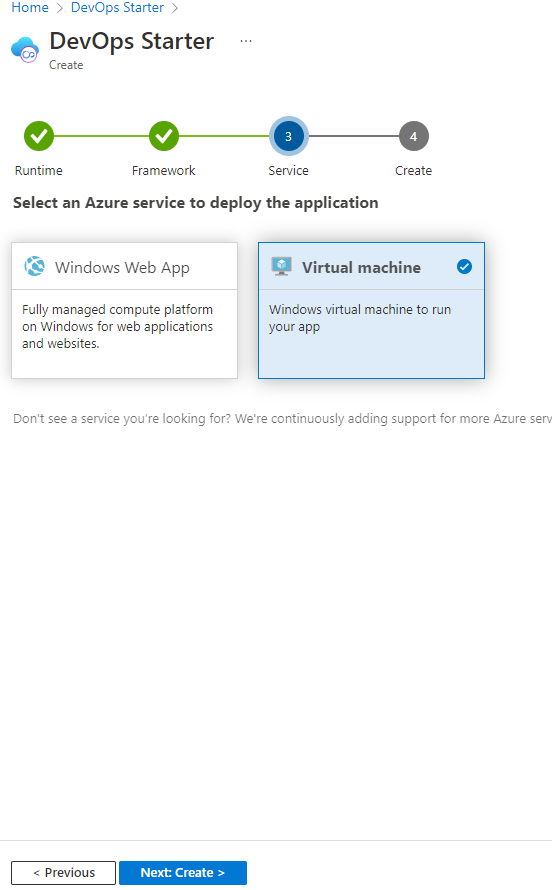 Home > DevOps Starter >
DevOps Starter ...
Create
3
4
Runtime
Framework
Service
Create
Select an Azure service to deploy the application
Windows Web App
Fully managed compute platform
on Windows for web applications
and websites.
Virtual machine
Windows virtual machine to run
your app
Don't see a service you're looking for? We're continuously adding support for more Azure serv
< Previous
Next: Create >